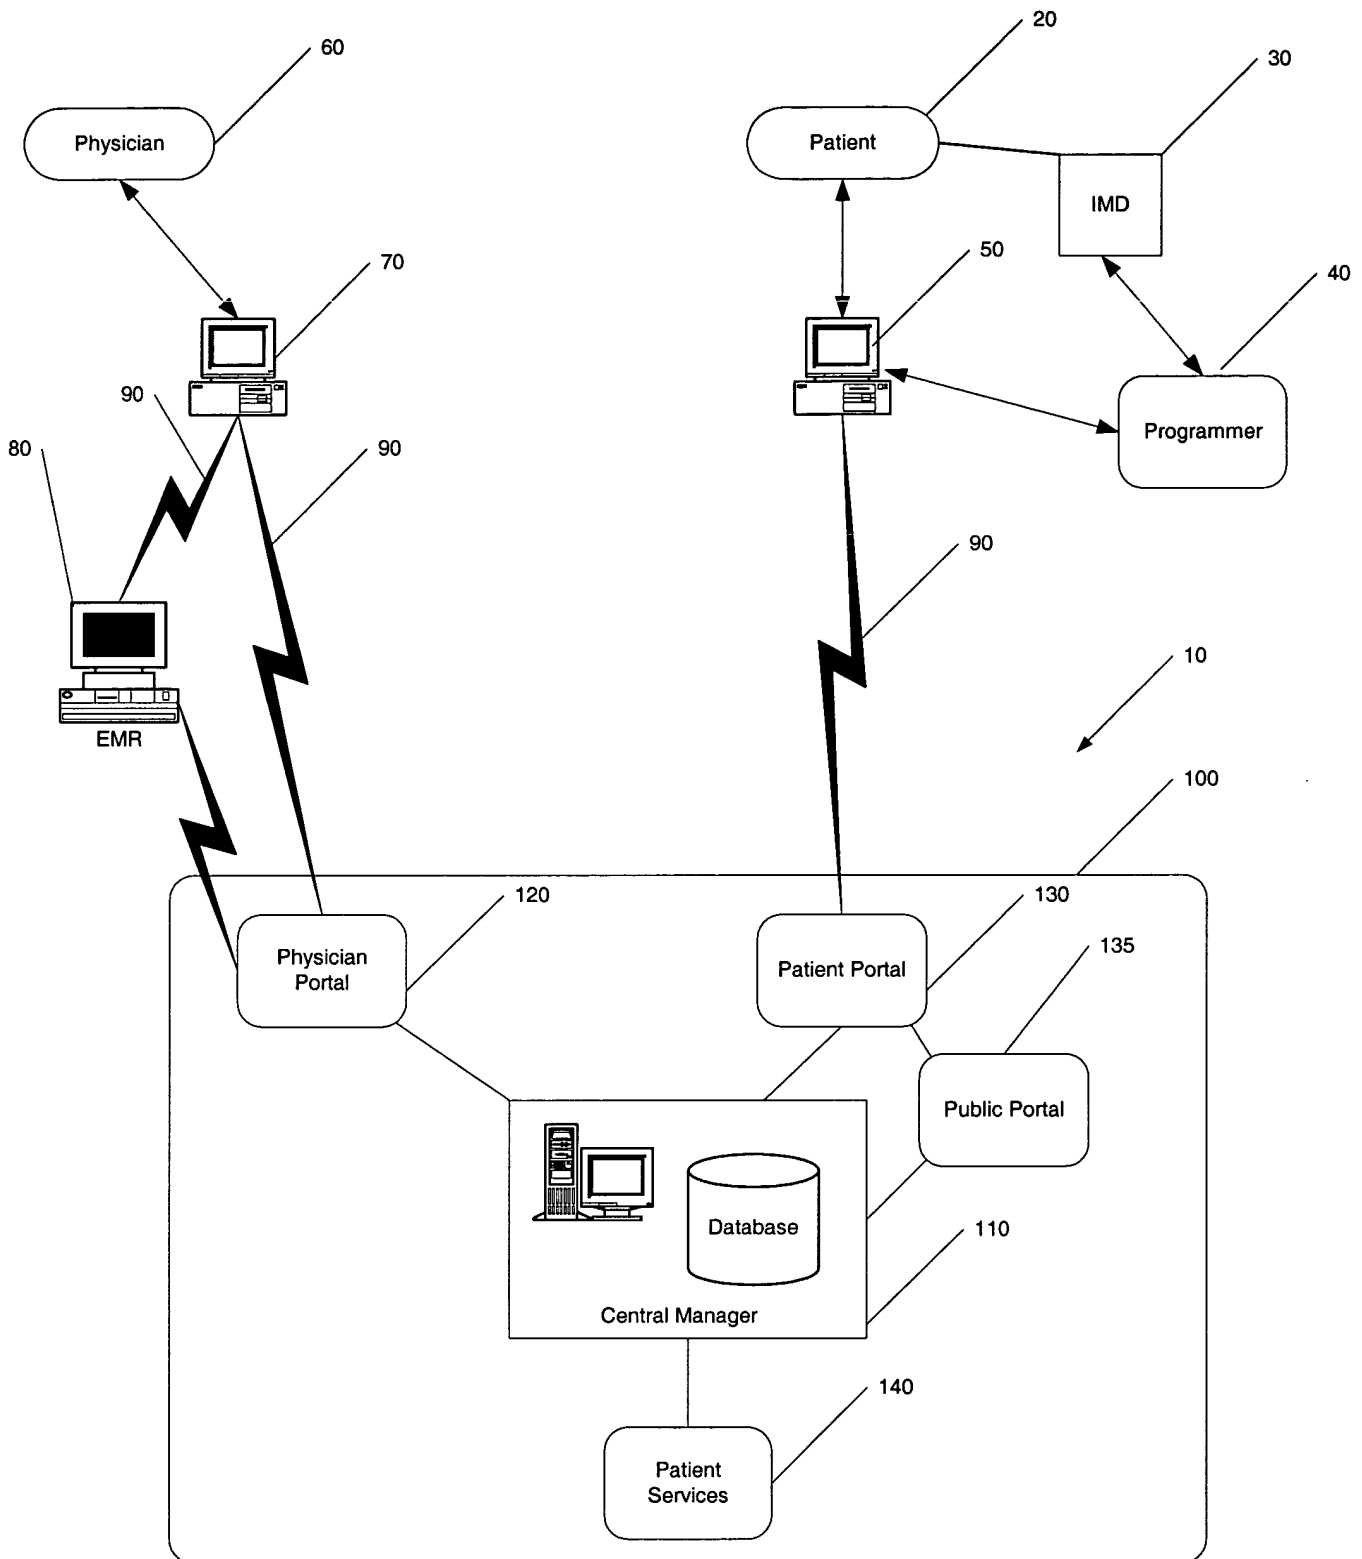 20
60
30
Physician
Patient
IMD
50
70
40
90
80
90
Programmer
90
10
EMR
100
120
130
135
Physician
Portal
Patient Portal
Public Portal
Database
110
Central Manager
140
Patient
Services